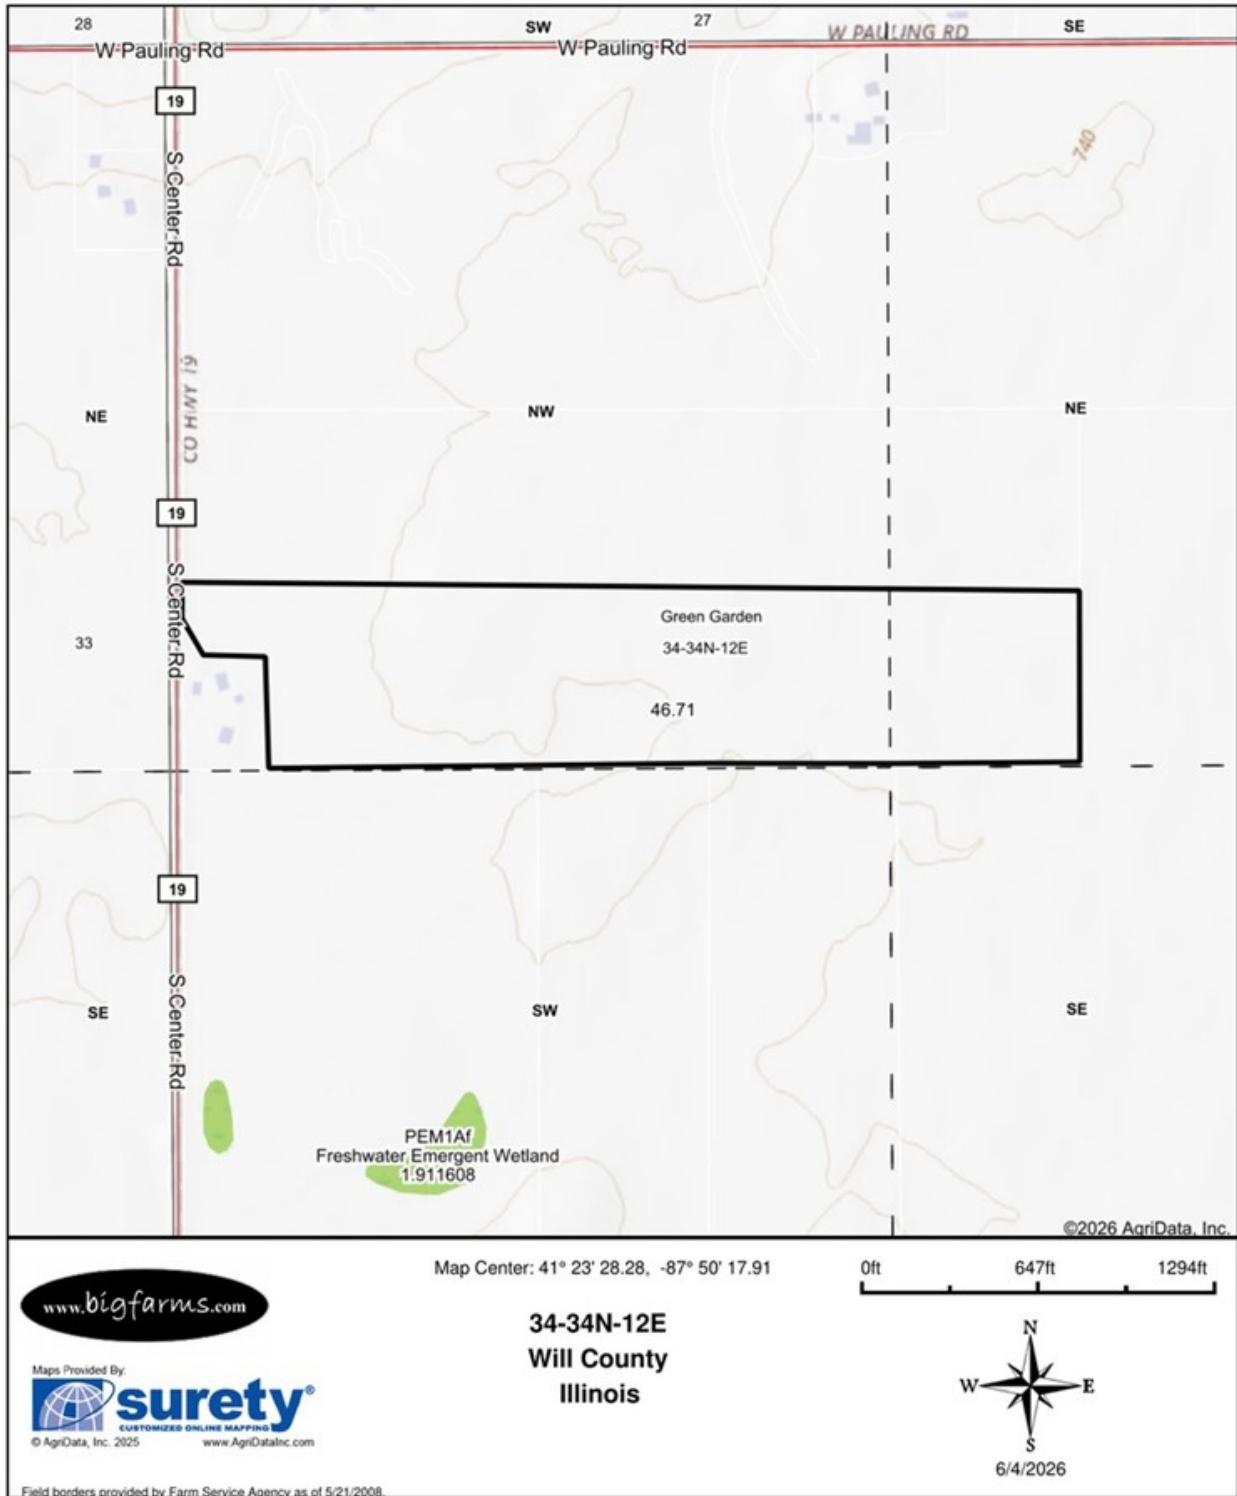 28
SW
27
SE
W Pauling Rd
W Pauling Rd
W PAULING RD
19
S Center Rd
740
CO HWY 19
NE
NW
NE
19
S Center Rd
Green Garden
34-34N-12E
33
46.71
19
S Center Rd
SE
SW
SE
PEM1Af
Freshwater Emergent Wetland
1.911608
©2026 AgriData, Inc.
www.bigfarms.com
Maps Provided By:
surety®
CUSTOMIZED ONLINE MAPPING
© AgriData, Inc. 2025
www.AgriDataInc.com
Map Center: 41° 23' 28.28, -87° 50' 17.91
34-34N-12E
Will County
Illinois
0ft 647ft 1294ft
N
W E
S
6/4/2026
Field borders provided by Farm Service Agency as of 5/21/2008.